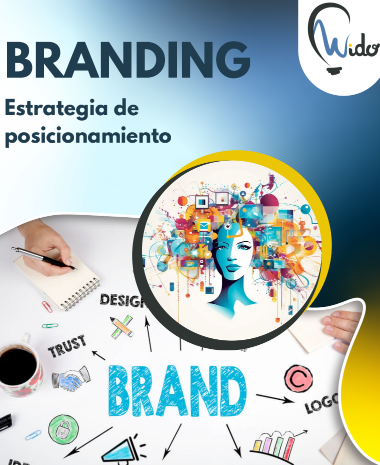 Wido
BRANDING
Estrategia de
posicionamiento
DESIGN
TRUST
BRAND
C
LOGO